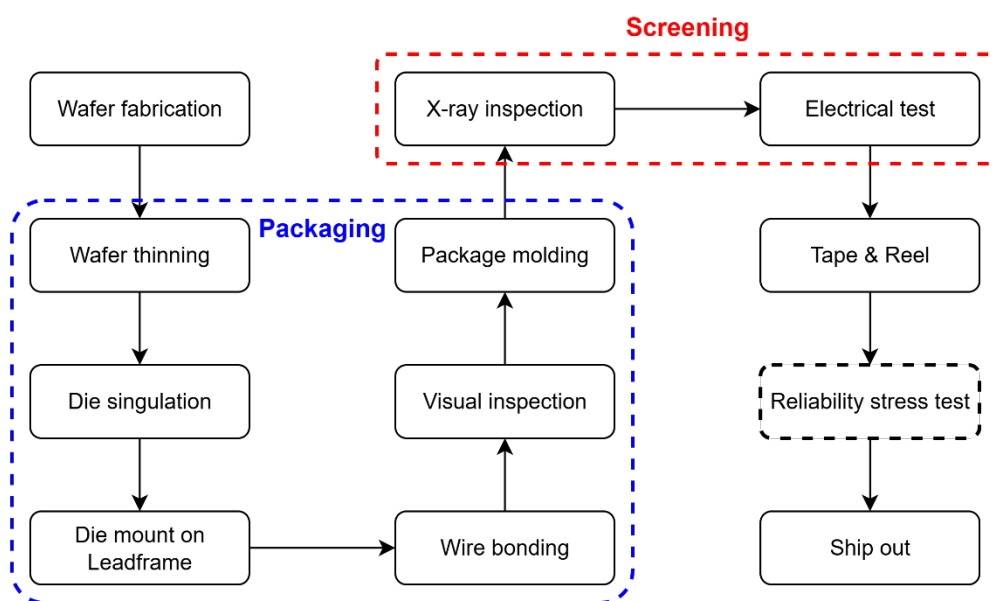 Screening
Wafer fabrication
X-ray inspection
Electrical test
Packaging
Wafer thinning
Package molding
Tape & Reel
Die singulation
Visual inspection
Reliability stress test
Die mount on
Leadframe
Wire bonding
Ship out